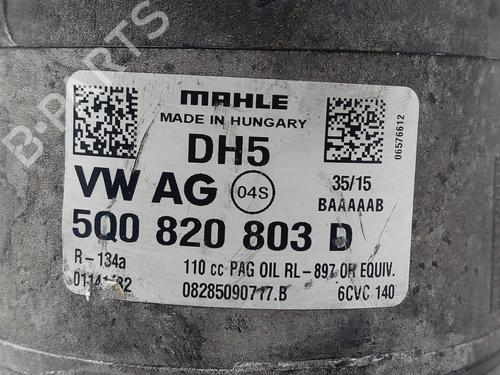 B-PARTS
MAHLE
MADE IN HUNGARY
DH5
06576612
VW AG 04S
35/15
BAAAAAB
5Q0 820 803 D
R-134a 110 cc PAG OIL RL-897 OR EQUIV.
08285090717.B 6CVC 140